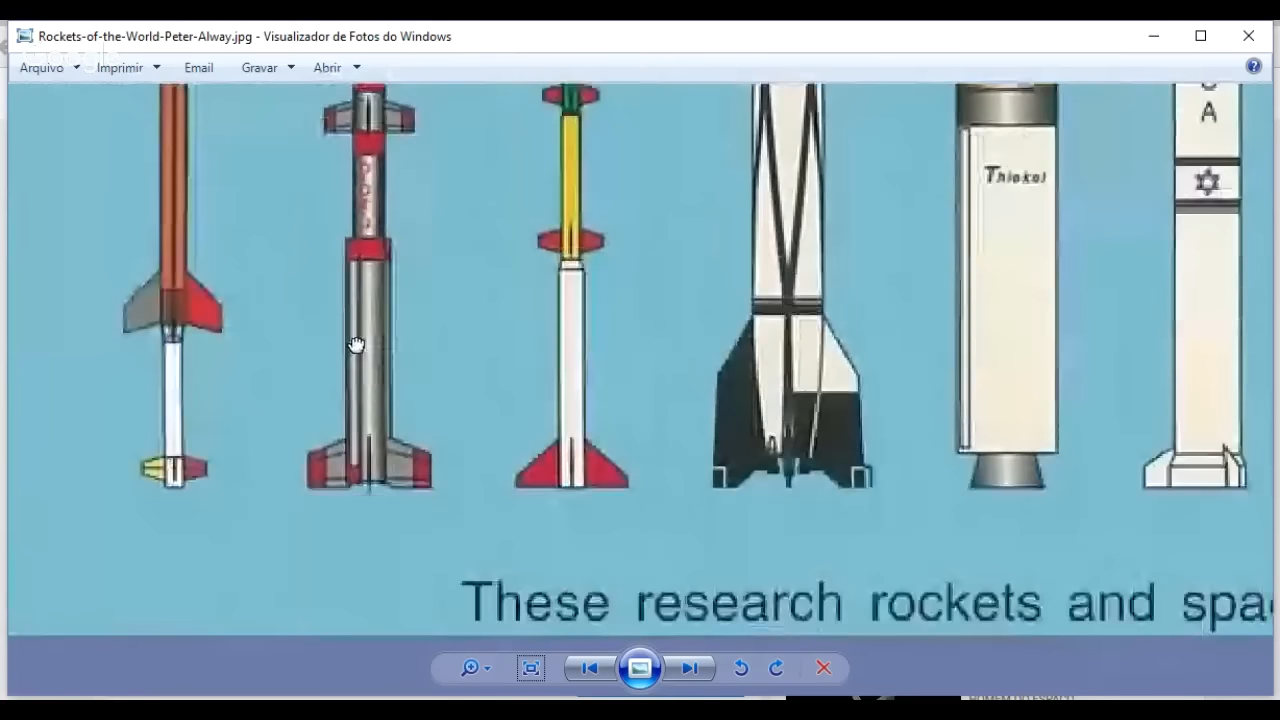 Rockets-of-the-World-Peter-Alway.jpg - Visualizador de Fotos do Windows
Arquivo Imprimir Email Gravar Abrir
A
Thiokol
These research rockets and spa